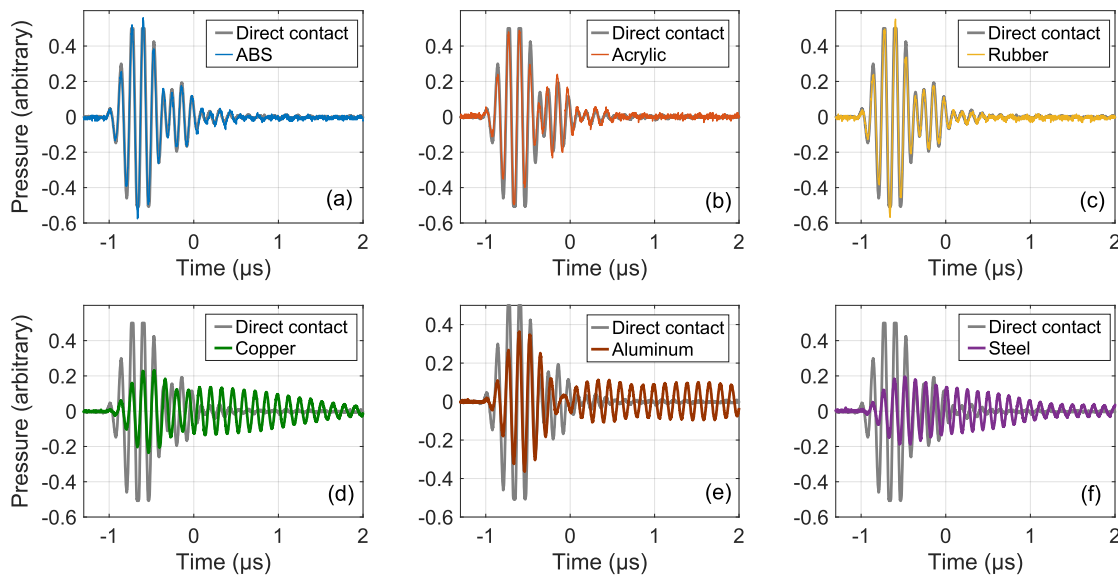 Pressure (arbitrary)
0.4
0.2
0
-0.2
-0.4
-0.6
Direct contact
ABS
(a)
-1
0
1
2
Time (µs)
0.4
0.2
0
-0.2
-0.4
-0.6
Direct contact
Acrylic
(b)
-1
0
1
2
Time (µs)
0.4
0.2
0
-0.2
-0.4
-0.6
Direct contact
Rubber
(c)
-1
0
1
2
Time (µs)
Pressure (arbitrary)
0.4
0.2
0
-0.2
-0.4
-0.6
Direct contact
Copper
(d)
-1
0
1
2
Time (µs)
0.4
0.2
0
-0.2
-0.4
-0.6
Direct contact
Aluminum
(e)
-1
0
1
2
Time (µs)
0.4
0.2
0
-0.2
-0.4
-0.6
Direct contact
Steel
(f)
-1
0
1
2
Time (µs)